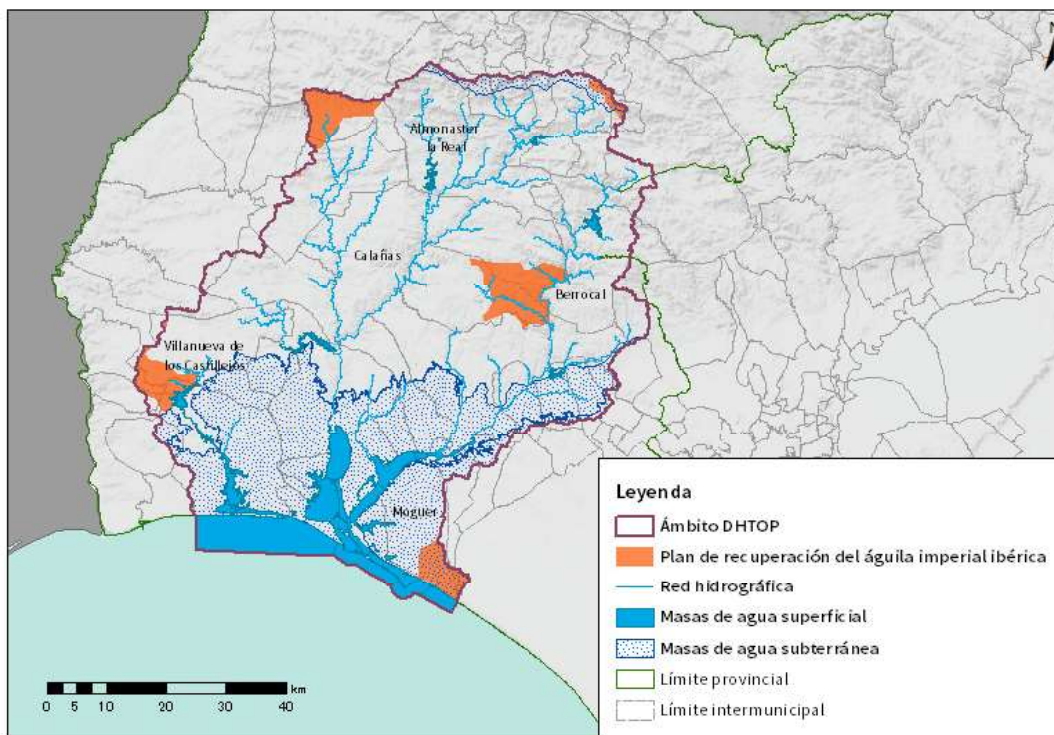 N
Almonaster
la Real
Calañas
Berrocal
Villanueva de
los Castillejos
Moguer
Leyenda
Ámbito DHTOP
Plan de recuperación del águila imperial ibérica
Red hidrográfica
Masas de agua superficial
Masas de agua subterránea
Límite provincial
Límite intermunicipal
km
0 5 10 20 30 40